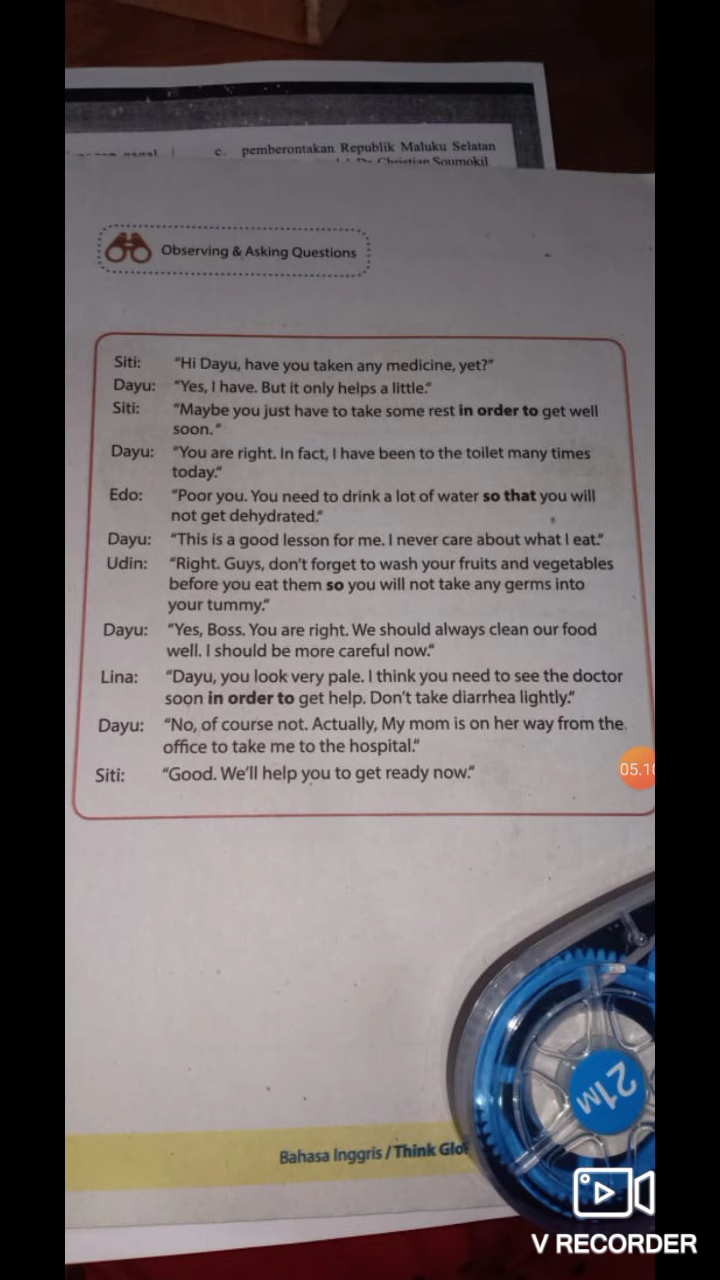 c. pemberontakan Republik Maluku Selatan
Christian Soumokil
Observing & Asking Questions
Siti: "Hi Dayu, have you taken any medicine, yet?"
Dayu: "Yes, I have. But it only helps a little."
Siti: "Maybe you just have to take some rest in order to get well
soon."
Dayu: "You are right. In fact, I have been to the toilet many times
today."
Edo: "Poor you. You need to drink a lot of water so that you will
not get dehydrated."
Dayu: "This is a good lesson for me. I never care about what I eat."
Udin: "Right. Guys, don't forget to wash your fruits and vegetables
before you eat them so you will not take any germs into
your tummy."
Dayu: "Yes, Boss. You are right. We should always clean our food
well. I should be more careful now."
Lina: "Dayu, you look very pale. I think you need to see the doctor
soon in order to get help. Don't take diarrhea lightly."
Dayu: "No, of course not. Actually, My mom is on her way from the
office to take me to the hospital."
Siti: "Good. We'll help you to get ready now."
05.10
21M
Bahasa Inggris / Think Glo
V RECORDER